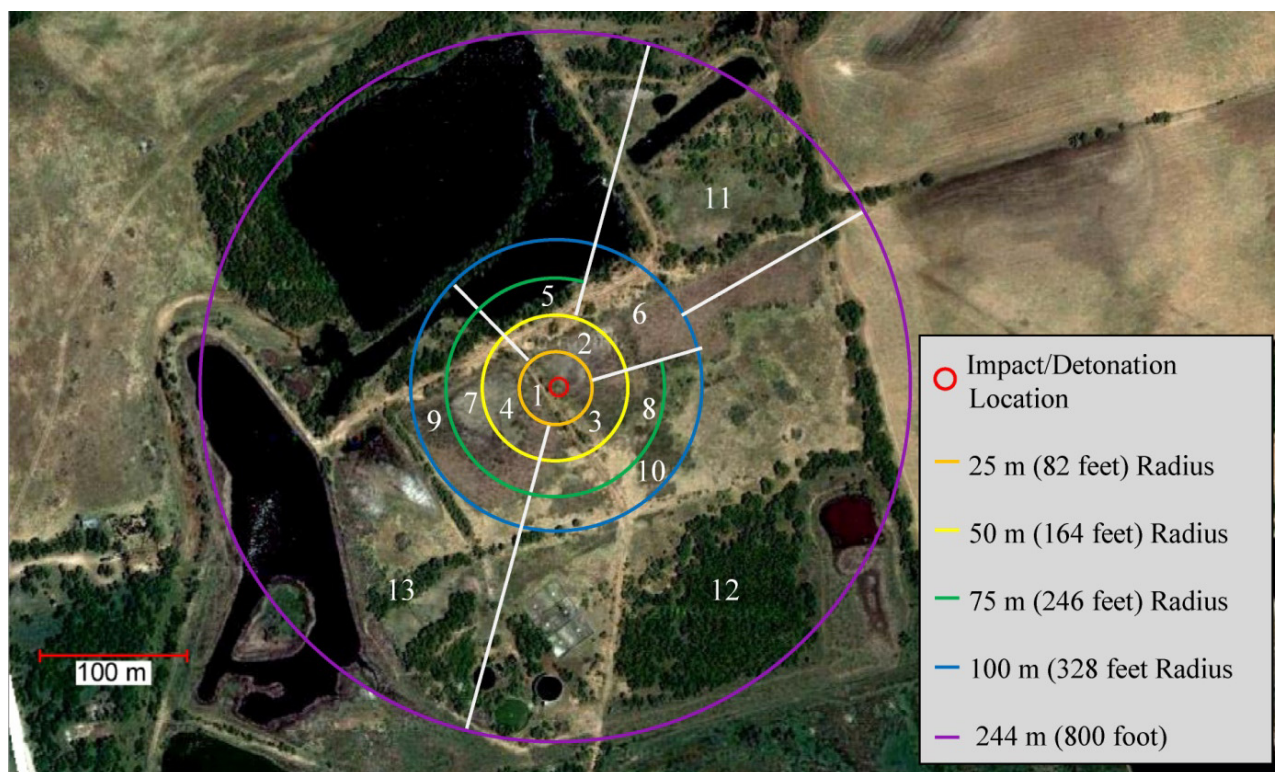 11
5
6
2
1
7
4
8
3
9
10
13
12
100 m
Impact/Detonation
Location
25 m (82 feet) Radius
50 m (164 feet) Radius
75 m (246 feet) Radius
100 m (328 feet Radius
244 m (800 foot)